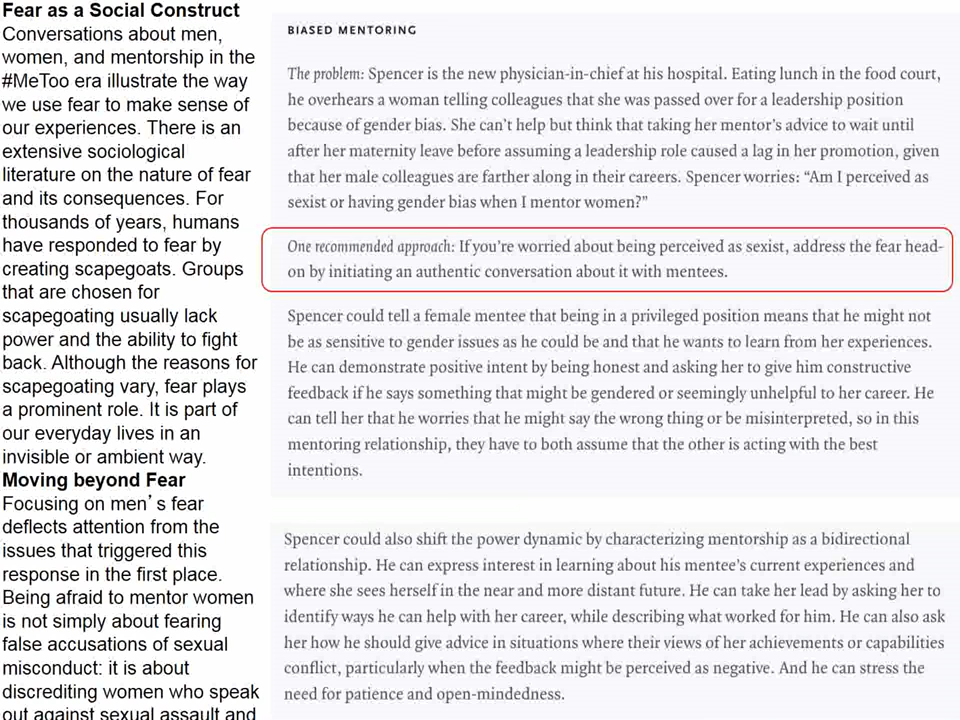 Fear as a Social Construct
Conversations about men,
women, and mentorship in the
#MeToo era illustrate the way
we use fear to make sense of
our experiences. There is an
extensive sociological
literature on the nature of fear
and its consequences. For
thousands of years, humans
have responded to fear by
creating scapegoats. Groups
that are chosen for
scapegoating usually lack
power and the ability to fight
back. Although the reasons for
scapegoating vary, fear plays
a prominent role. It is part of
our everyday lives in an
invisible or ambient way.
Moving beyond Fear
Focusing on men’s fear
deflects attention from the
issues that triggered this
response in the first place.
Being afraid to mentor women
is not simply about fearing
false accusations of sexual
misconduct: it is about
discrediting women who speak
out against sexual assault and
BIASED MENTORING
The problem: Spencer is the new physician-in-chief at his hospital. Eating lunch in the food court,
he overhears a woman telling colleagues that she was passed over for a leadership position
because of gender bias. She can’t help but think that taking her mentor’s advice to wait until
after her maternity leave before assuming a leadership role caused a lag in her promotion, given
that her male colleagues are farther along in their careers. Spencer worries: “Am I perceived as
sexist or having gender bias when I mentor women?”
One recommended approach: If you’re worried about being perceived as sexist, address the fear head-
on by initiating an authentic conversation about it with mentees.
Spencer could tell a female mentee that being in a privileged position means that he might not
be as sensitive to gender issues as he could be and that he wants to learn from her experiences.
He can demonstrate positive intent by being honest and asking her to give him constructive
feedback if he says something that might be gendered or seemingly unhelpful to her career. He
can tell her that he worries that he might say the wrong thing or be misinterpreted, so in this
mentoring relationship, they have to both assume that the other is acting with the best
intentions.
Spencer could also shift the power dynamic by characterizing mentorship as a bidirectional
relationship. He can express interest in learning about his mentee’s current experiences and
where she sees herself in the near and more distant future. He can take her lead by asking her to
identify ways he can help with her career, while describing what worked for him. He can also ask
her how he should give advice in situations where their views of her achievements or capabilities
conflict, particularly when the feedback might be perceived as negative. And he can stress the
need for patience and open-mindedness.